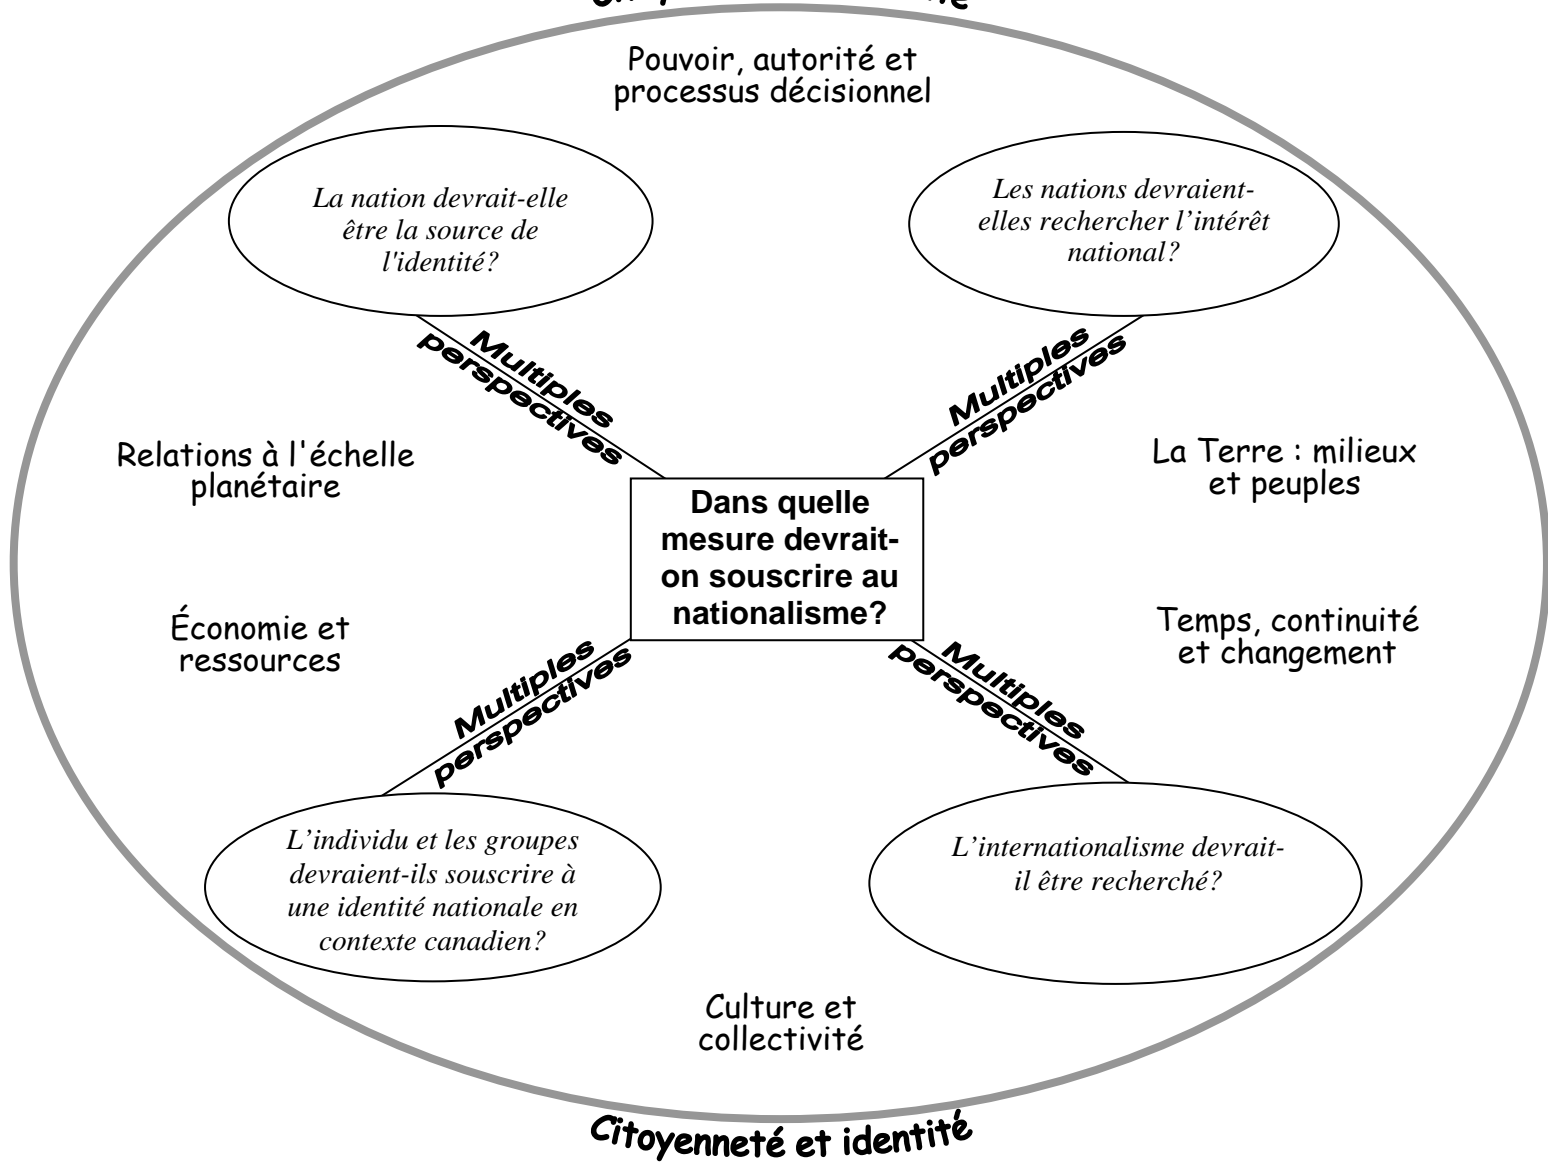 Pouvoir, autorité et
processus décisionnel
La nation devrait-elle
être la source de
l'identité?
Les nations devraient-
elles rechercher l’intérêt
national?
Multiples
perspectives
Multiples
perspectives
Relations à l'échelle
planétaire
La Terre : milieux
et peuples
Dans quelle
mesure devrait-
on souscrire au
nationalisme?
Économie et
ressources
Temps, continuité
et changement
Multiples
perspectives
Multiples
perspectives
L’individu et les groupes
devraient-ils souscrire à
une identité nationale en
contexte canadien?
L’internationalisme devrait-
il être recherché?
Culture et
collectivité
Citoyenneté et identité